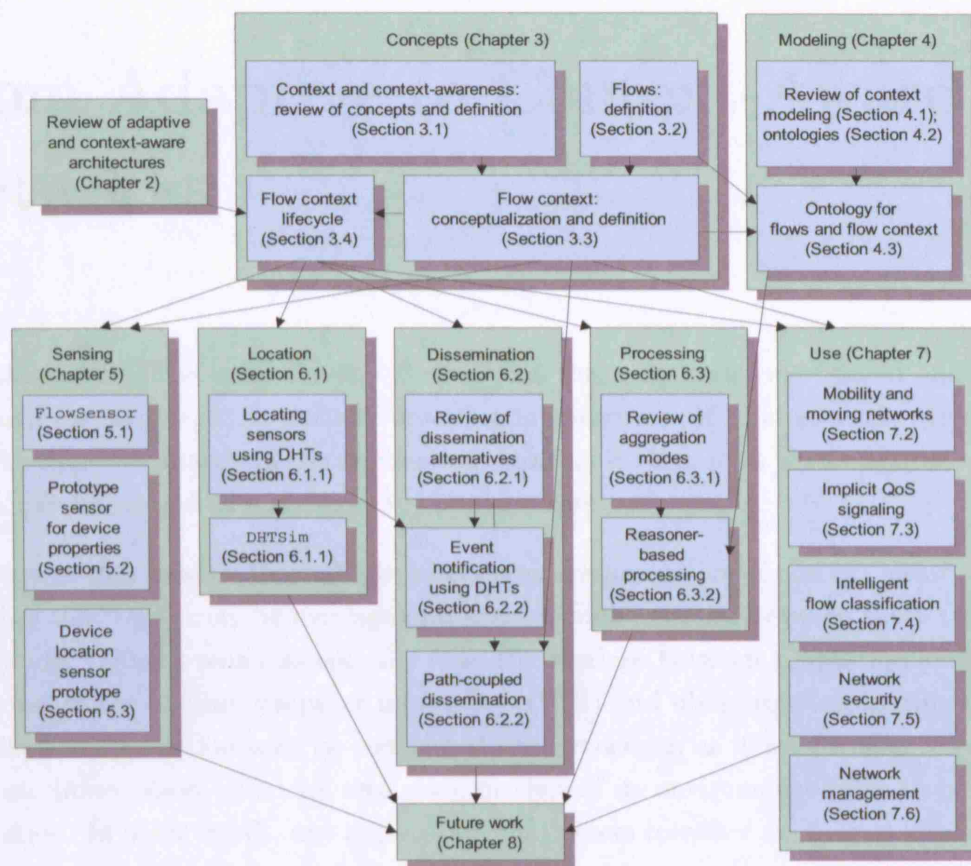 Concepts (Chapter 3)
Modeling (Chapter 4)
Context and context-awareness:
review of concepts and definition
(Section 3.1)
Flows:
definition
(Section 3.2)
Review of context
modeling (Section 4.1);
ontologies (Section 4.2)
Review of adaptive
and context-aware
architectures
(Chapter 2)
Flow context
lifecycle
(Section 3.4)
Flow context:
conceptualization and definition
(Section 3.3)
Ontology for
flows and flow context
(Section 4.3)
Sensing
(Chapter 5)
FlowSensor
(Section 5.1)
Prototype
sensor
for device
properties
(Section 5.2)
Device
location
sensor
prototype
(Section 5.3)
Location
(Section 6.1)
Locating
sensors
using DHTs
(Section 6.1.1)
DHTSim
(Section 6.1.1)
Dissemination
(Section 6.2)
Review of
dissemination
alternatives
(Section 6.2.1)
Event
notification
using DHTs
(Section 6.2.2)
Path-coupled
dissemination
(Section 6.2.2)
Processing
(Section 6.3)
Review of
aggregation
modes
(Section 6.3.1)
Reasoner-
based
processing
(Section 6.3.2)
Use (Chapter 7)
Mobility and
moving networks
(Section 7.2)
Implicit QoS
signaling
(Section 7.3)
Intelligent
flow classification
(Section 7.4)
Network
security
(Section 7.5)
Network
management
(Section 7.6)
Future work
(Chapter 8)